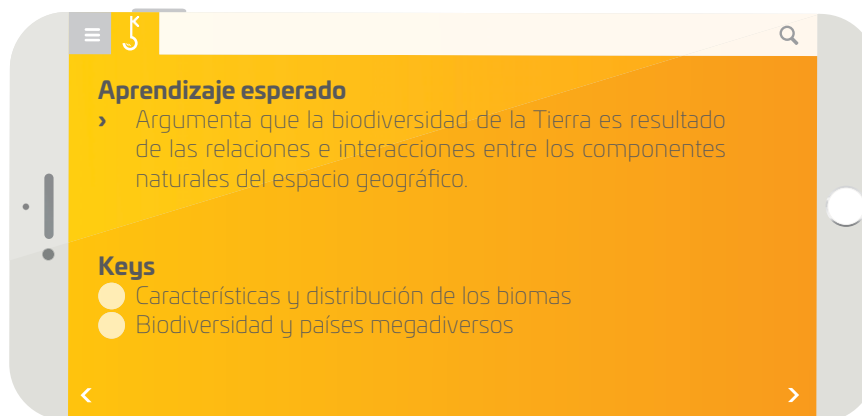 Aprendizaje esperado
› Argumenta que la biodiversidad de la Tierra es resultado
de las relaciones e interacciones entre los componentes
naturales del espacio geográfico.
Keys
Características y distribución de los biomas
Biodiversidad y países megadiversos